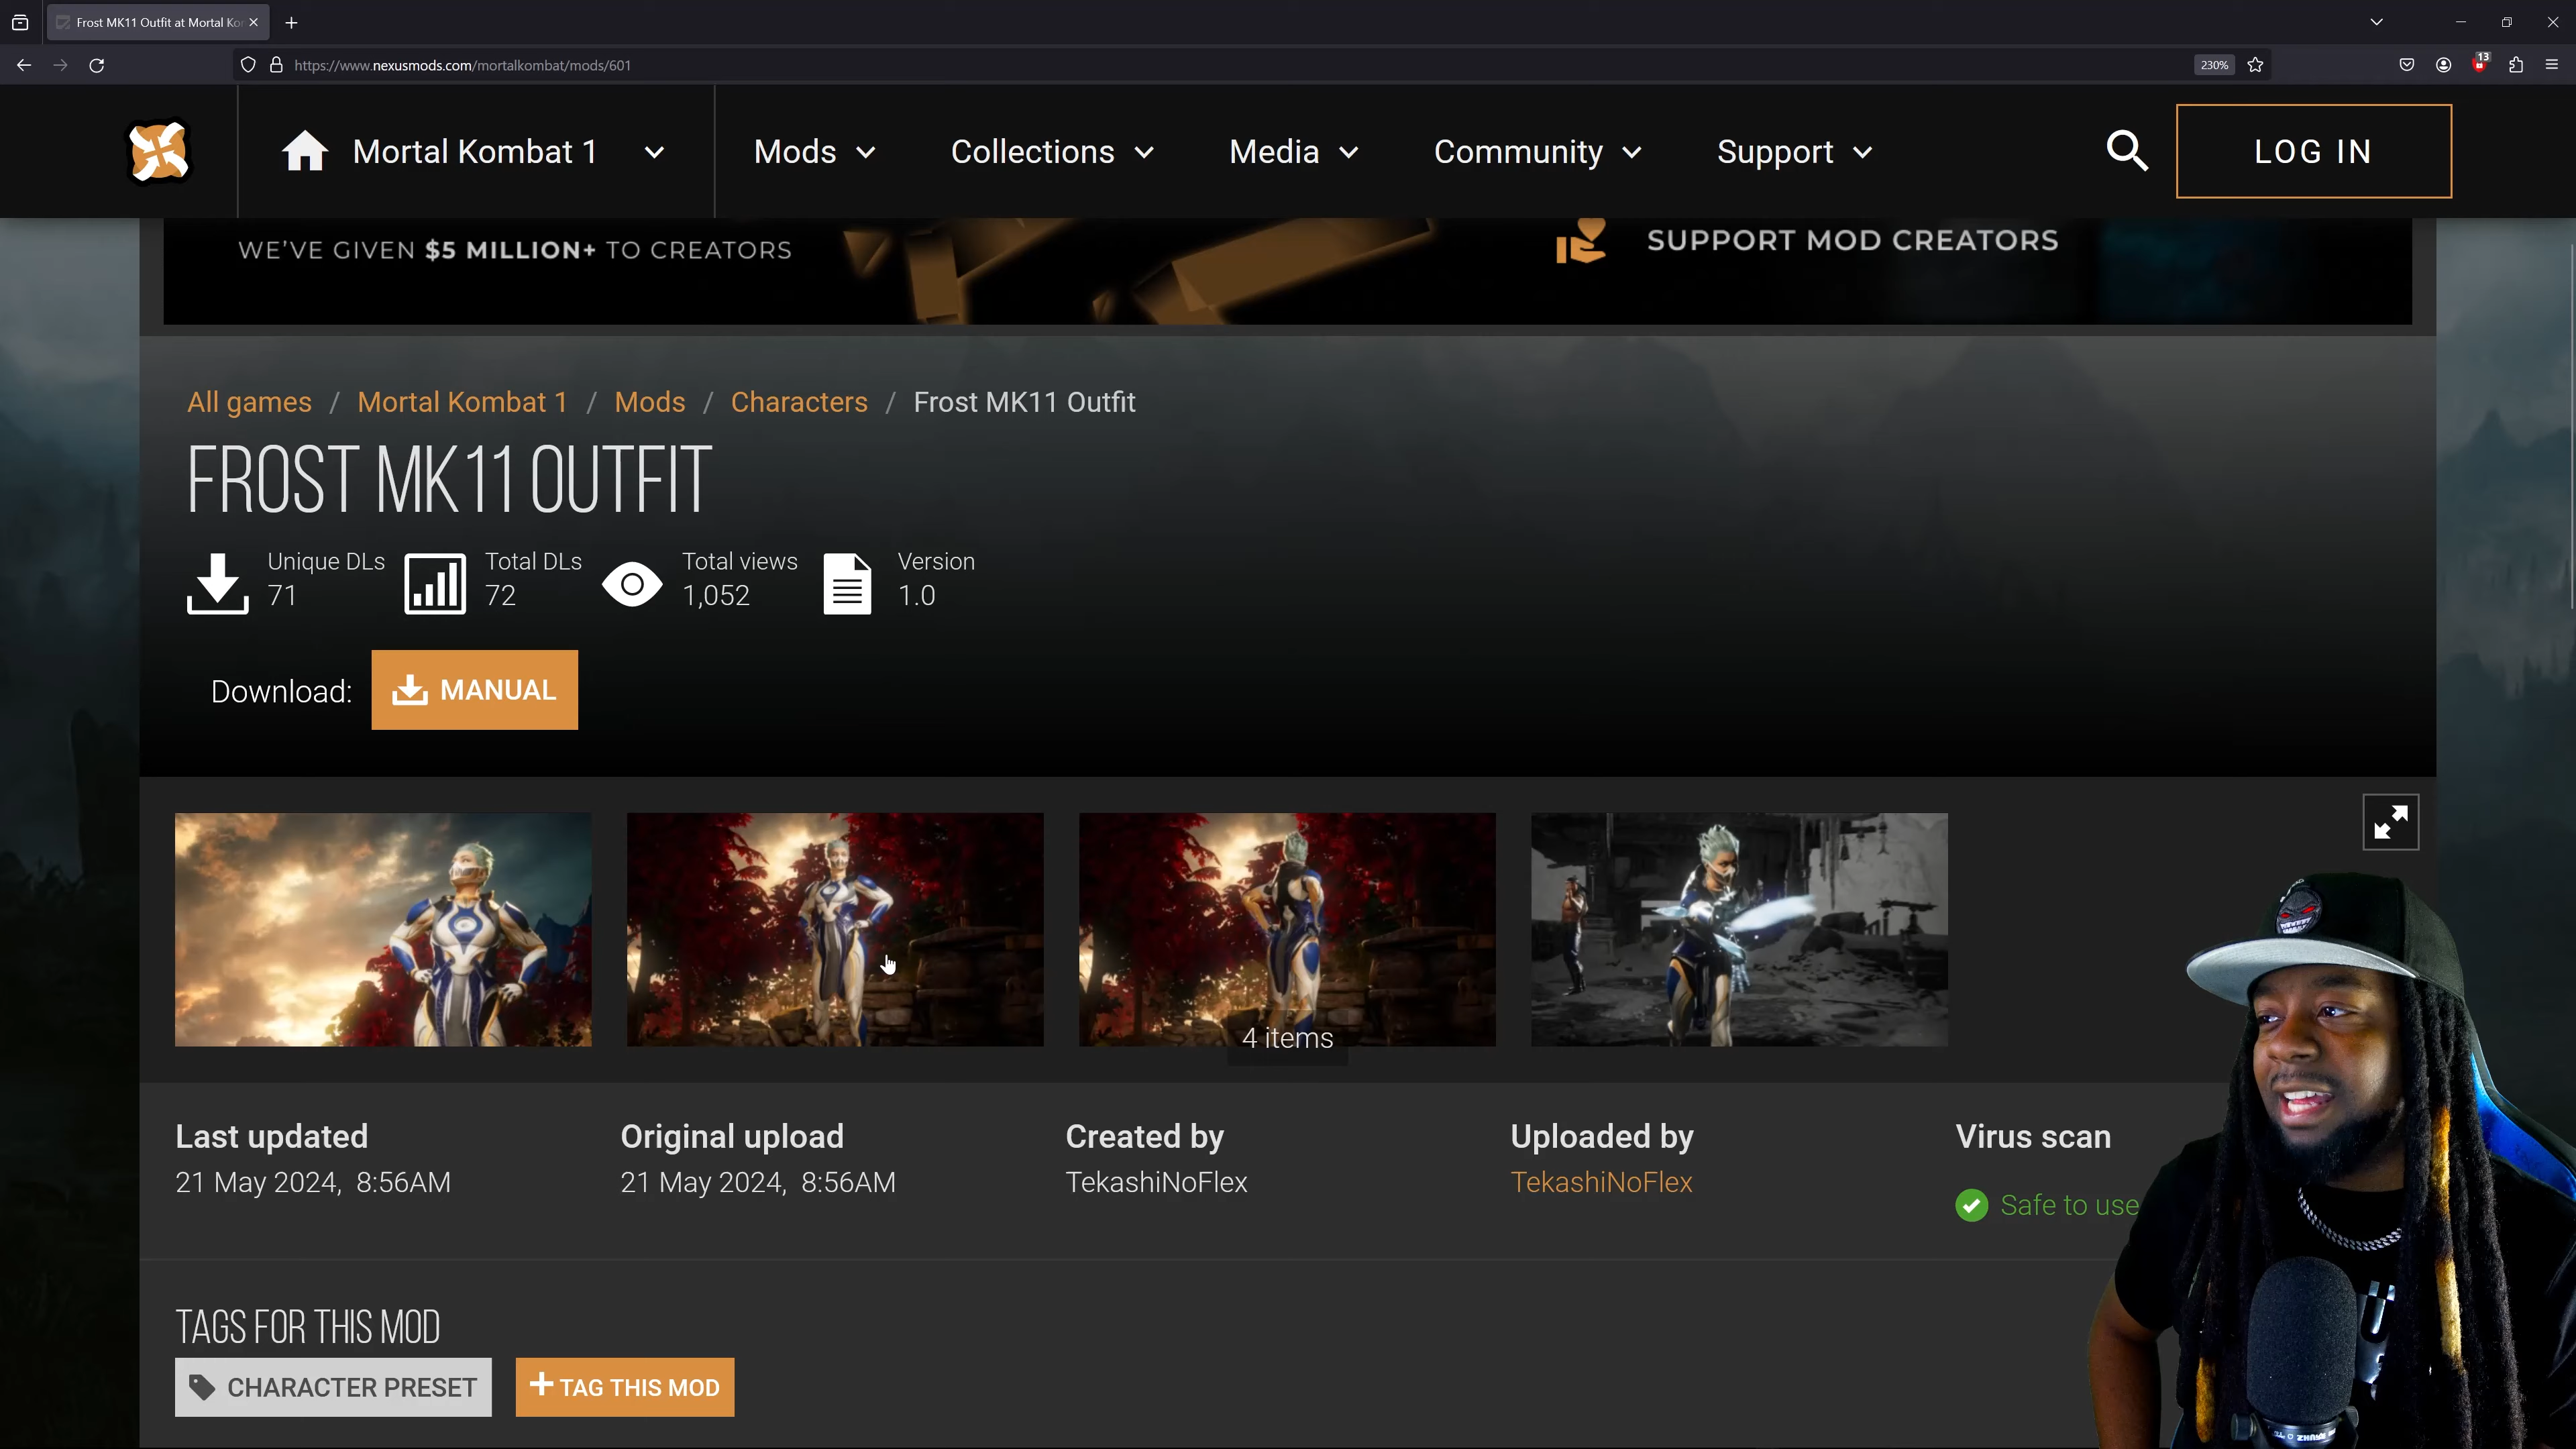 Frost MK11 Outfit at Mortal Kor
https://www.nexusmods.com/mortalkombat/mods/601
230%
13
Mortal Kombat 1
Mods
Collections
Media
Community
Support
LOG IN
WE'VE GIVEN $5 MILLION+ TO CREATORS
SUPPORT MOD CREATORS
All games / Mortal Kombat 1 / Mods / Characters / Frost MK11 Outfit
FROST MK11 OUTFIT
Unique DLs
71
Total DLs
72
Total views
1,052
Version
1.0
Download:
MANUAL
4 items
Last updated
21 May 2024, 8:56AM
Original upload
21 May 2024, 8:56AM
Created by
TekashiNoFlex
Uploaded by
TekashiNoFlex
Virus scan
Safe to use
TAGS FOR THIS MOD
CHARACTER PRESET
+ TAG THIS MOD